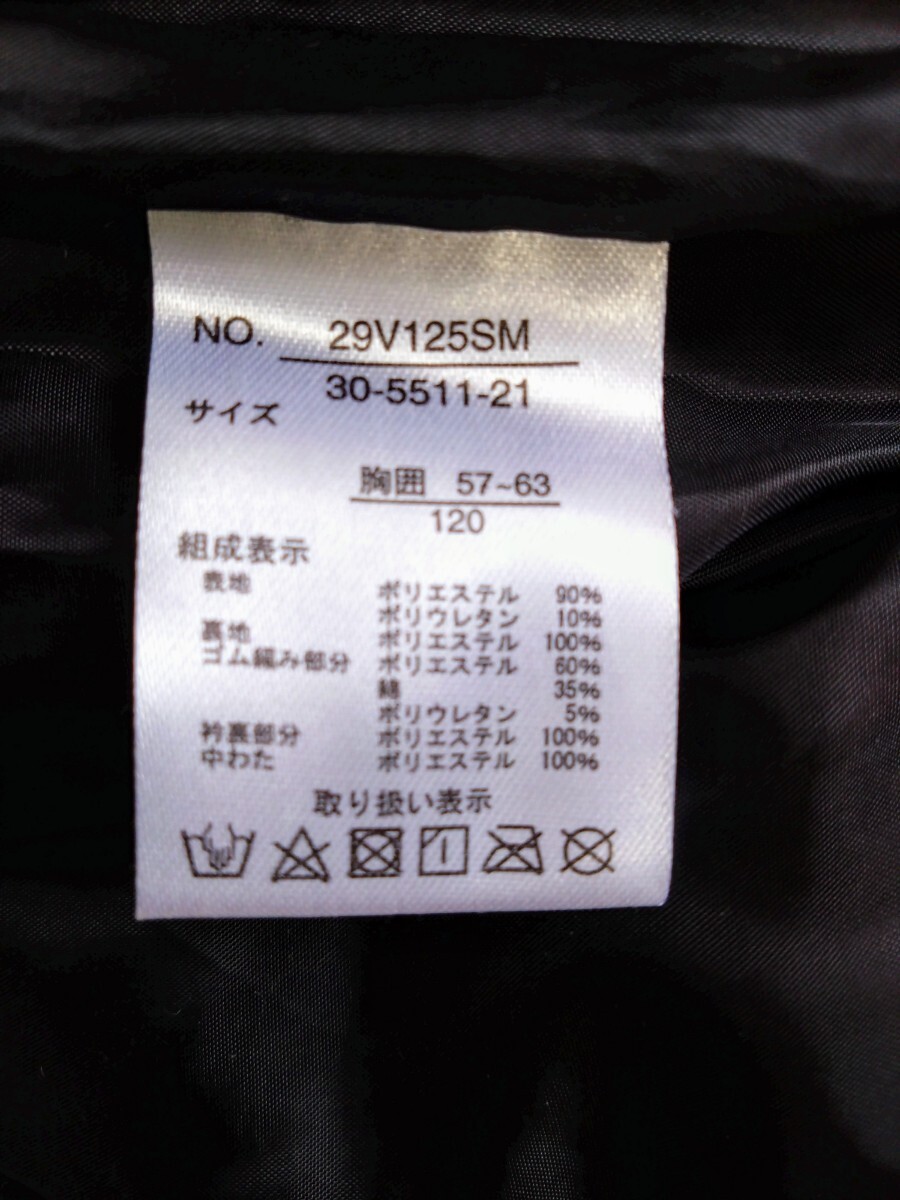 NO. 29V125SM
30-5511-21
サイズ
胸囲 57~63
120
組成表示
表地 ポリエステル 90%
ポリウレタン 10%
裏地 ポリエステル 100%
ゴム編み部分 ポリエステル 60%
綿 35%
ポリウレタン 5%
衿裏部分 ポリエステル 100%
中わた ポリエステル 100%
取り扱い表示